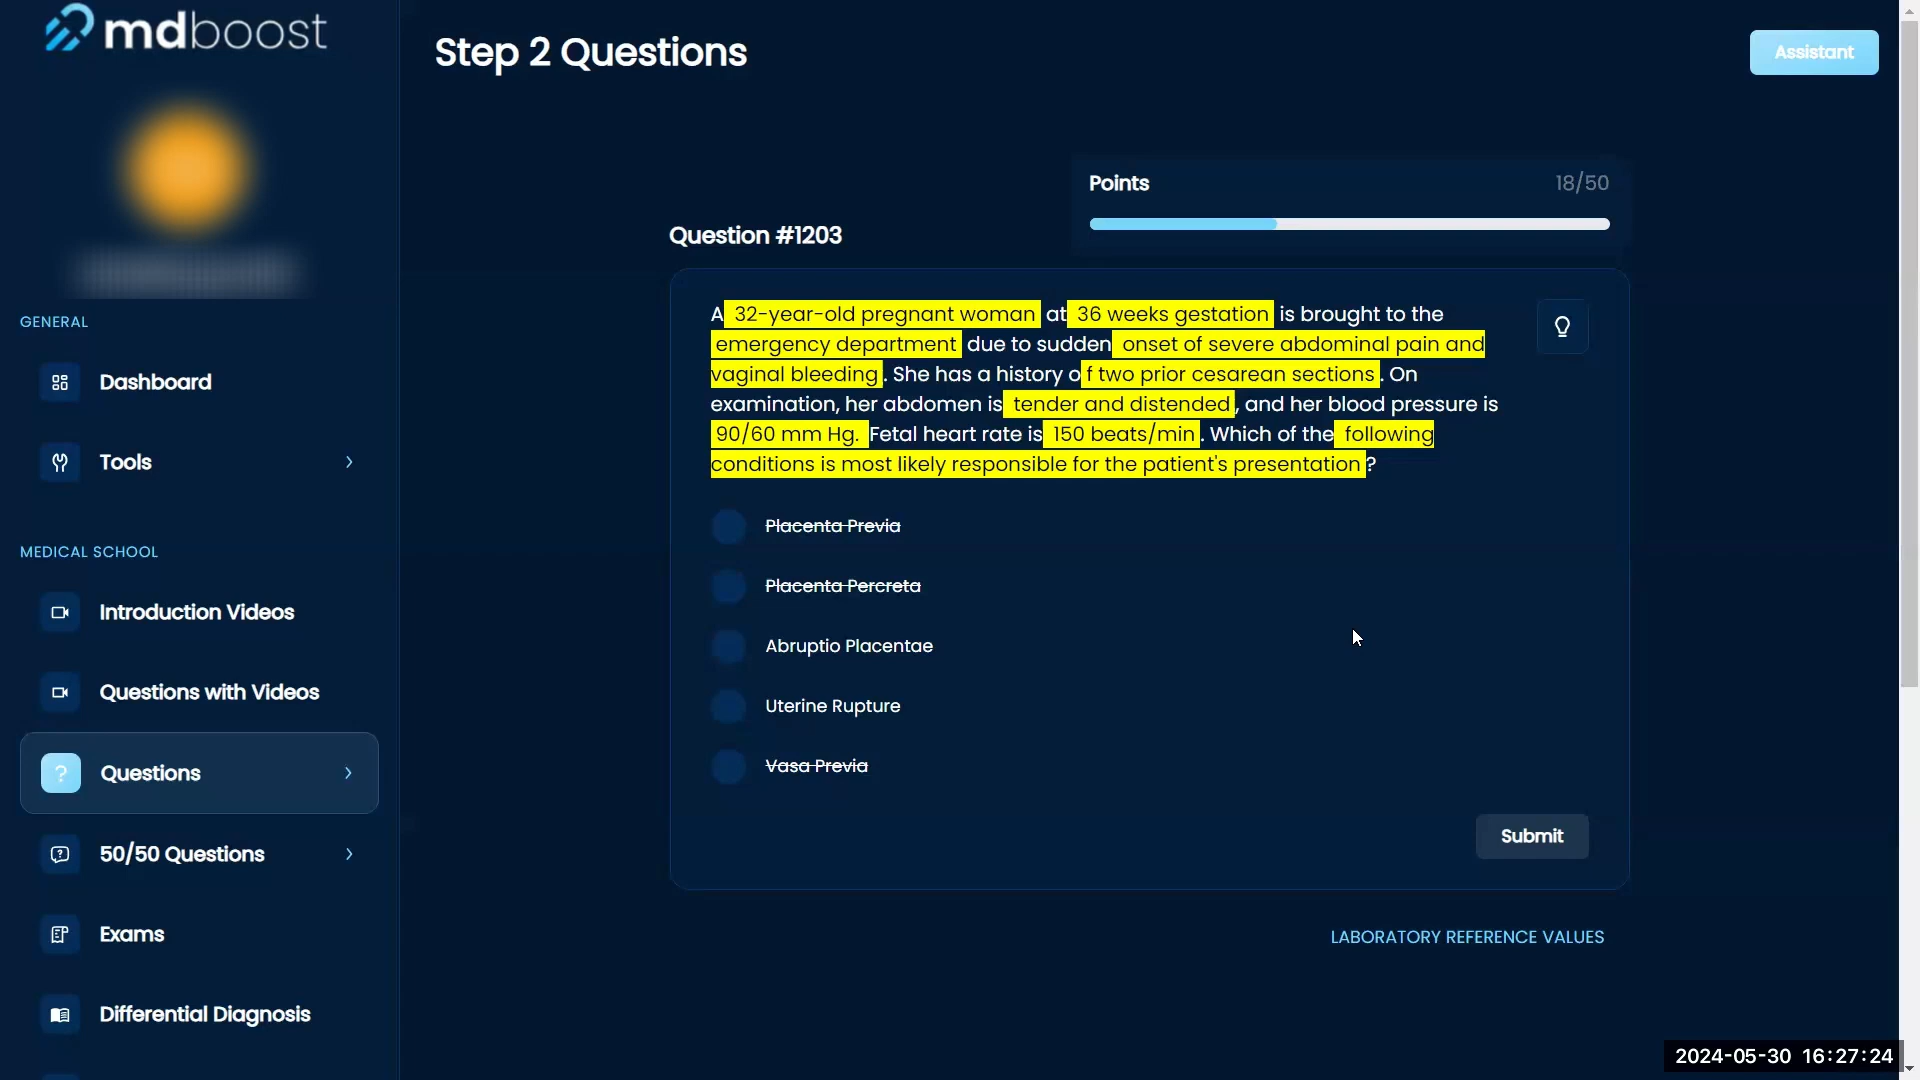 mdboost
Step 2 Questions
Assistant
GENERAL
Dashboard
Tools
MEDICAL SCHOOL
Introduction Videos
Questions with Videos
? Questions
50/50 Questions
Exams
Differential Diagnosis
Points 18/50
Question #1203
A 32-year-old pregnant woman at 36 weeks gestation is brought to the
emergency department due to sudden onset of severe abdominal pain and
vaginal bleeding. She has a history of two prior cesarean sections. On
examination, her abdomen is tender and distended, and her blood pressure is
90/60 mm Hg. Fetal heart rate is 150 beats/min. Which of the following
conditions is most likely responsible for the patient's presentation?
Placenta Previa
Placenta Percreta
Abruptio Placentae
Uterine Rupture
Vasa Previa
Submit
LABORATORY REFERENCE VALUES
2024-05-30 16:27:24